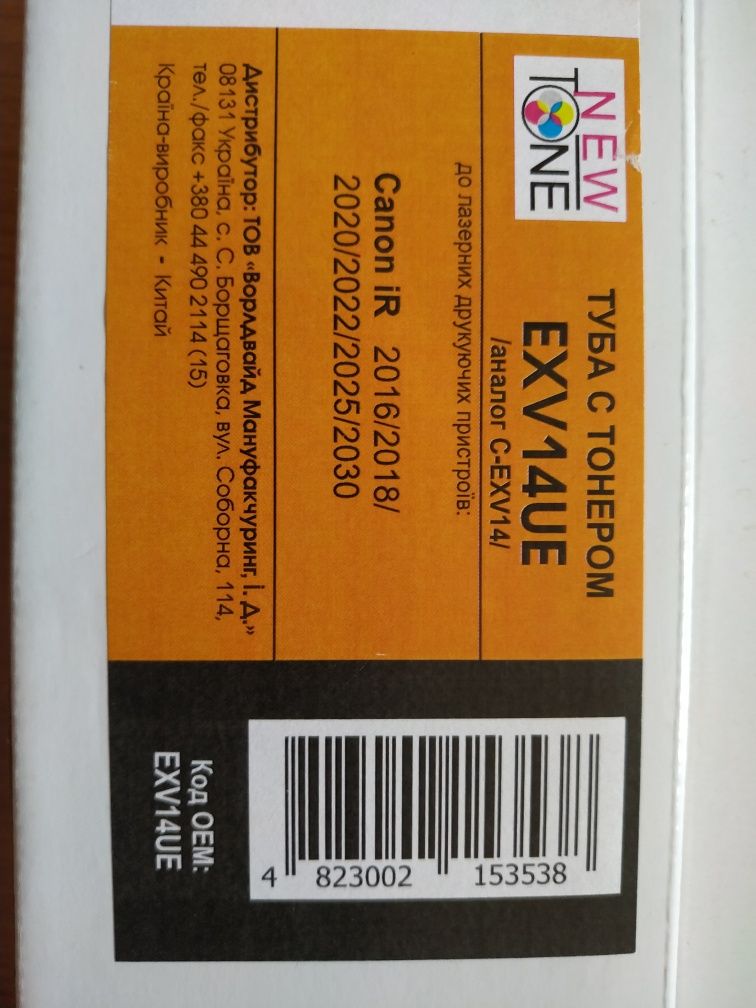 NEW
TONE
ТУБА С ТОНЕРОМ
EXV14UE
/аналог C-EXV14/
до лазерних друкуючих пристроїв:
Canon iR 2016/2018/
2020/2022/2025/2030
Дистрибутор: ТОВ «Ворлдвайд Мануфакчуринг, І. Д.»
08131 Україна, с. С. Борщаговка, вул. Соборна, 114,
тел./факс +380 44 490 2114 (15)
Країна-виробник - Китай
4 823002 153538
Код OEM:
EXV14UE